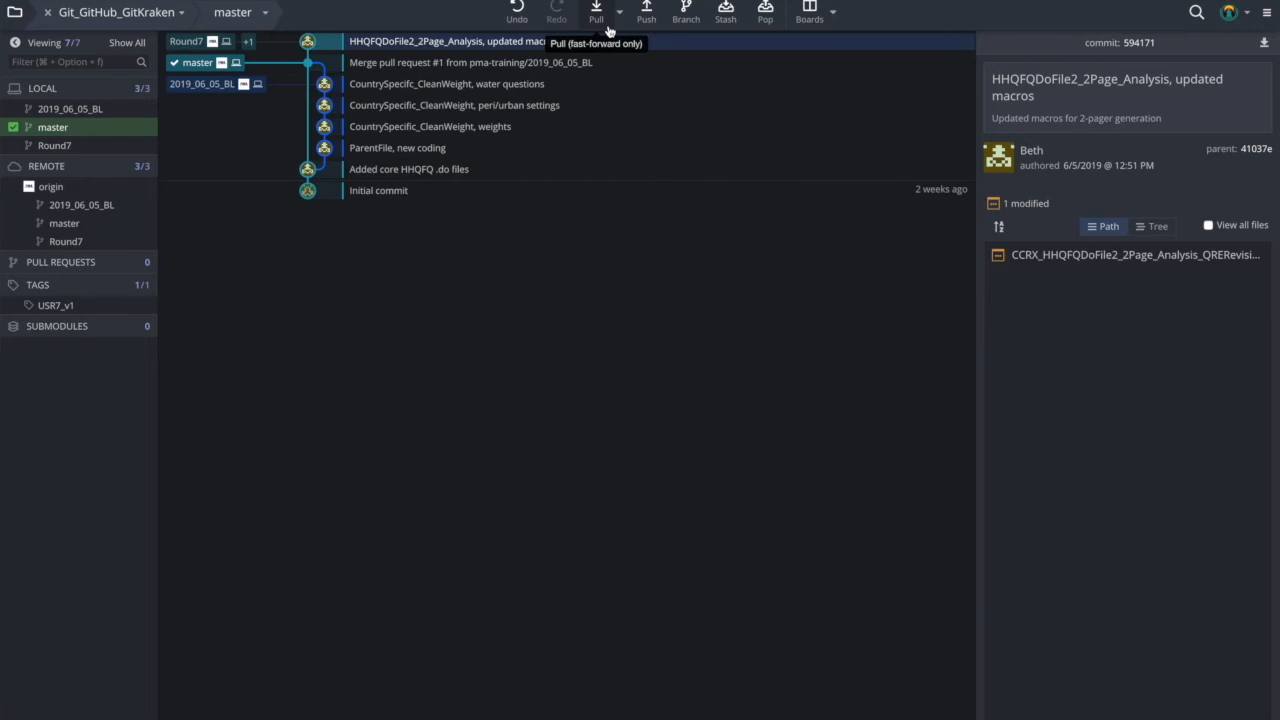 Git_GitHub_GitKraken
master
Undo
Redo
Pull
Push
Branch
Stash
Pop
Boards
Pull (fast-forward only)
Viewing 7/7
Show All
Filter (⌘ + Option + f)
LOCAL 3/3
2019_06_05_BL
master
Round7
REMOTE 3/3
origin
2019_06_05_BL
master
Round7
PULL REQUESTS 0
TAGS 1/1
USR7_v1
SUBMODULES 0
Round7 +1
HHQFQDoFile2_2Page_Analysis, updated macr
master
Merge pull request #1 from pma-training/2019_06_05_BL
2019_06_05_BL
CountrySpecifc_CleanWeight, water questions
CountrySpecific_CleanWeight, peri/urban settings
CountrySpecific_CleanWeight, weights
ParentFile, new coding
Added core HHQFQ .do files
Initial commit
2 weeks ago
commit: 594171
HHQFQDoFile2_2Page_Analysis, updated
macros
Updated macros for 2-pager generation
Beth
authored 6/5/2019 @ 12:51 PM
parent: 41037e
1 modified
Path
Tree
View all files
CCRX_HHQFQDoFile2_2Page_Analysis_QRERevisi...